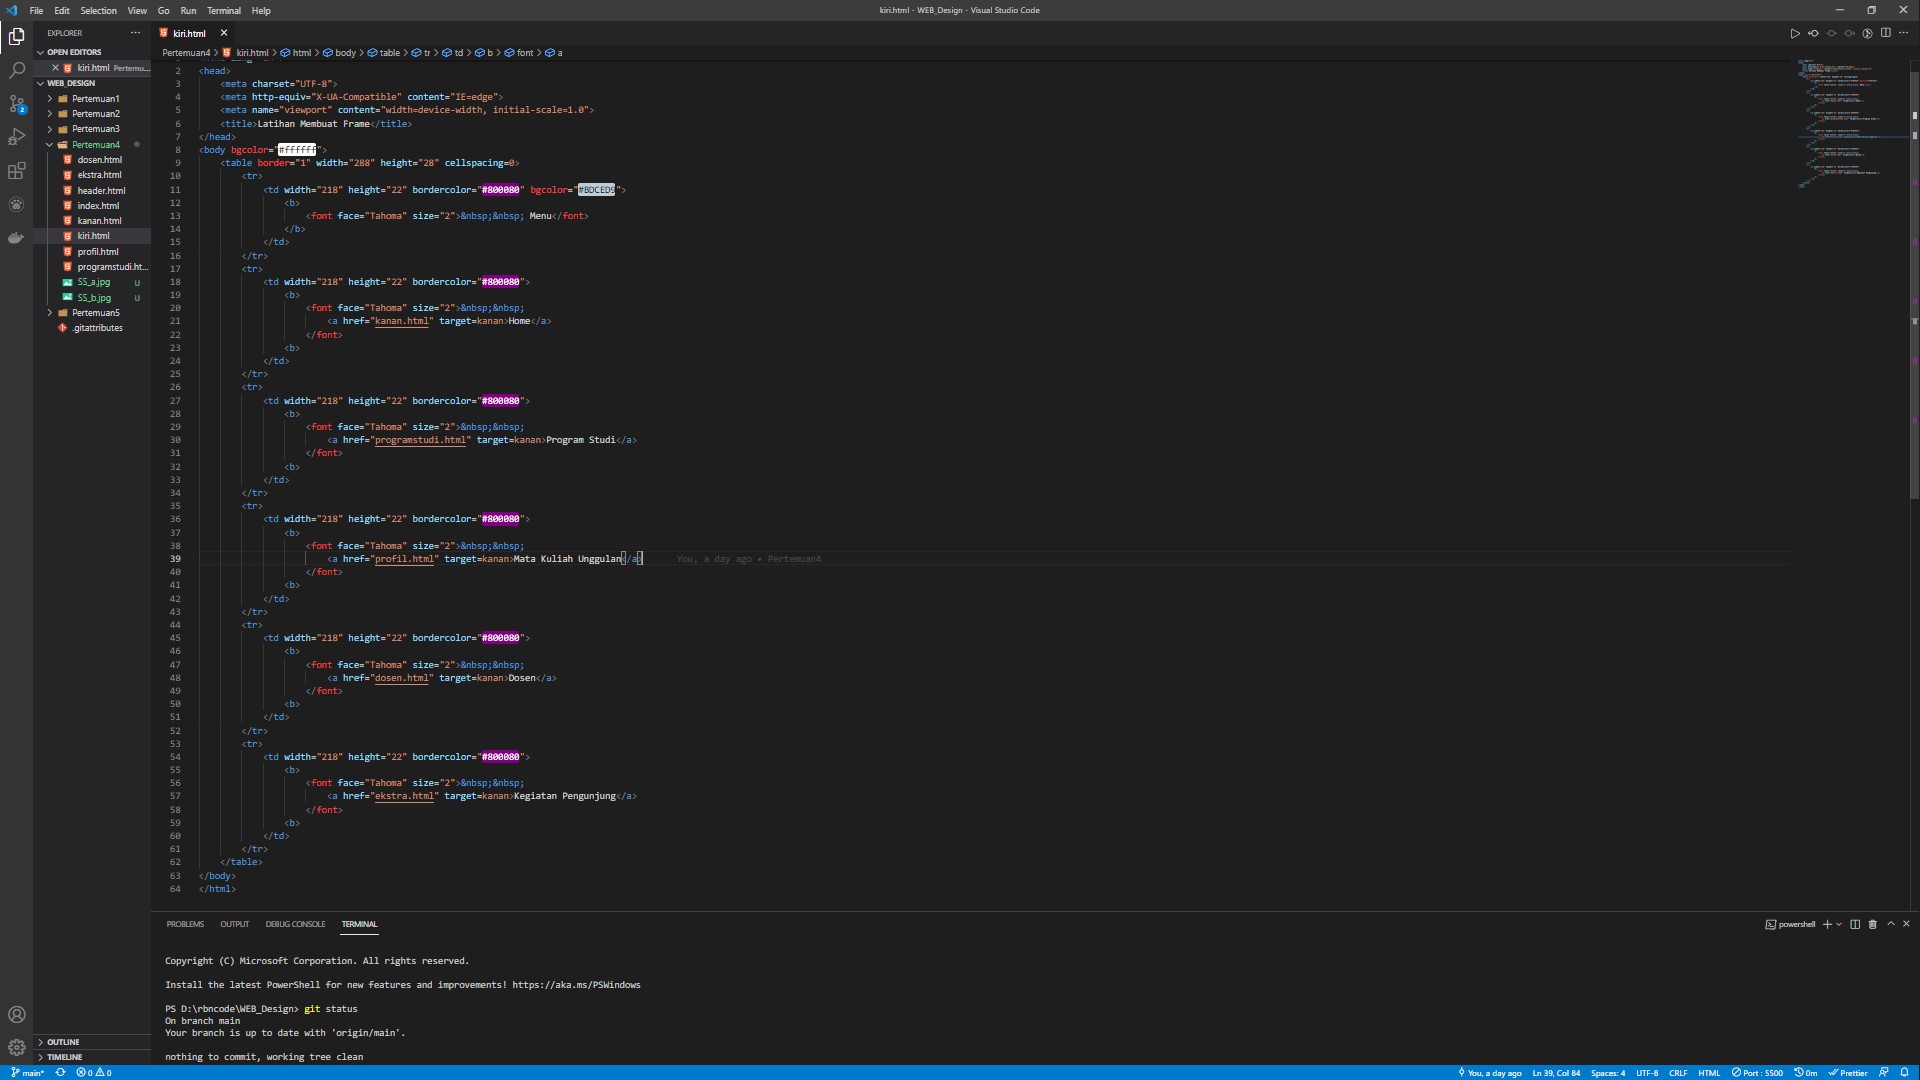 File Edit Selection View Go Run Terminal Help
kiri.html - WEB_Design - Visual Studio Code
EXPLORER
OPEN EDITORS
kiri.html Pertemu...
WEB_DESIGN
Pertemuan1
Pertemuan2
Pertemuan3
Pertemuan4
dosen.html
ekstra.html
header.html
index.html
kanan.html
kiri.html
profil.html
programstudi.ht...
SS_a.jpg U
SS_b.jpg U
Pertemuan5
.gitattributes
OUTLINE
TIMELINE
kiri.html
Pertemuan4 > kiri.html > html > body > table > tr > td > b > font > a
2 <head>
3 <meta charset="UTF-8">
4 <meta http-equiv="X-UA-Compatible" content="IE=edge">
5 <meta name="viewport" content="width=device-width, initial-scale=1.0">
6 <title>Latihan Membuat Frame</title>
7 </head>
8 <body bgcolor="#ffffff">
9 <table border="1" width="288" height="28" cellspacing=0>
10 <tr>
11 <td width="218" height="22" bordercolor="#800080" bgcolor="#BDCED9">
12 <b>
13 <font face="Tahoma" size="2">&nbsp;&nbsp; Menu</font>
14 </b>
15 </td>
16 </tr>
17 <tr>
18 <td width="218" height="22" bordercolor="#800080">
19 <b>
20 <font face="Tahoma" size="2">&nbsp;&nbsp;
21 <a href="kanan.html" target=kanan>Home</a>
22 </font>
23 <b>
24 </td>
25 </tr>
26 <tr>
27 <td width="218" height="22" bordercolor="#800080">
28 <b>
29 <font face="Tahoma" size="2">&nbsp;&nbsp;
30 <a href="programstudi.html" target=kanan>Program Studi</a>
31 </font>
32 <b>
33 </td>
34 </tr>
35 <tr>
36 <td width="218" height="22" bordercolor="#800080">
37 <b>
38 <font face="Tahoma" size="2">&nbsp;&nbsp;
39 <a href="profil.html" target=kanan>Mata Kuliah Unggulan</a> You, a day ago • Pertemuan4
40 </font>
41 <b>
42 </td>
43 </tr>
44 <tr>
45 <td width="218" height="22" bordercolor="#800080">
46 <b>
47 <font face="Tahoma" size="2">&nbsp;&nbsp;
48 <a href="dosen.html" target=kanan>Dosen</a>
49 </font>
50 <b>
51 </td>
52 </tr>
53 <tr>
54 <td width="218" height="22" bordercolor="#800080">
55 <b>
56 <font face="Tahoma" size="2">&nbsp;&nbsp;
57 <a href="ekstra.html" target=kanan>Kegiatan Pengunjung</a>
58 </font>
59 <b>
60 </td>
61 </tr>
62 </table>
63 </body>
64 </html>
PROBLEMS OUTPUT DEBUG CONSOLE TERMINAL
powershell
Copyright (C) Microsoft Corporation. All rights reserved.
Install the latest PowerShell for new features and improvements! https://aka.ms/PSWindows
PS D:\rbncode\WEB_Design> git status
On branch main
Your branch is up to date with 'origin/main'.
nothing to commit, working tree clean
main* 0 0
You, a day ago Ln 39, Col 84 Spaces: 4 UTF-8 CRLF HTML Port : 5500 0m Prettier